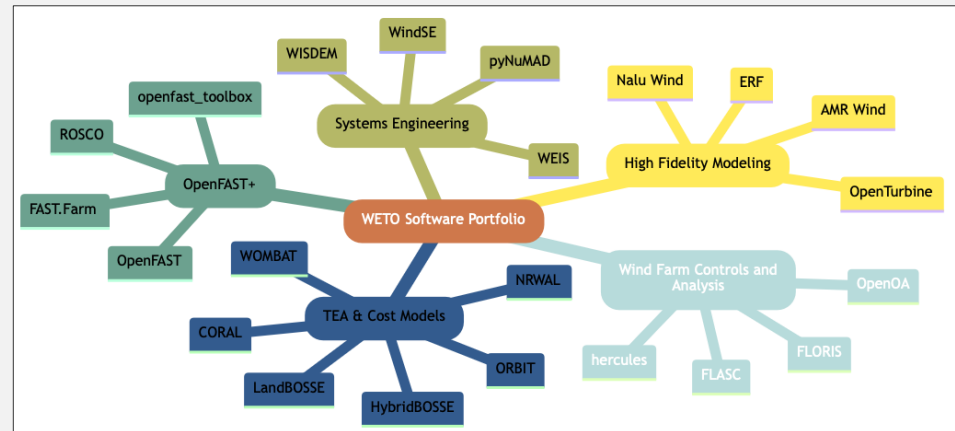 WindSE
WISDEM
pyNuMAD
Nalu Wind
ERF
openfast_toolbox
AMR Wind
ROSCO
Systems Engineering
WEIS
High Fidelity Modeling
OpenFAST+
OpenTurbine
FAST.Farm
WETO Software Portfolio
OpenFAST
WOMBAT
Wind Farm Controls and
Analysis
NRWAL
OpenOA
TEA & Cost Models
CORAL
hercules
FLORIS
FLASC
ORBIT
LandBOSSE
HybridBOSSE